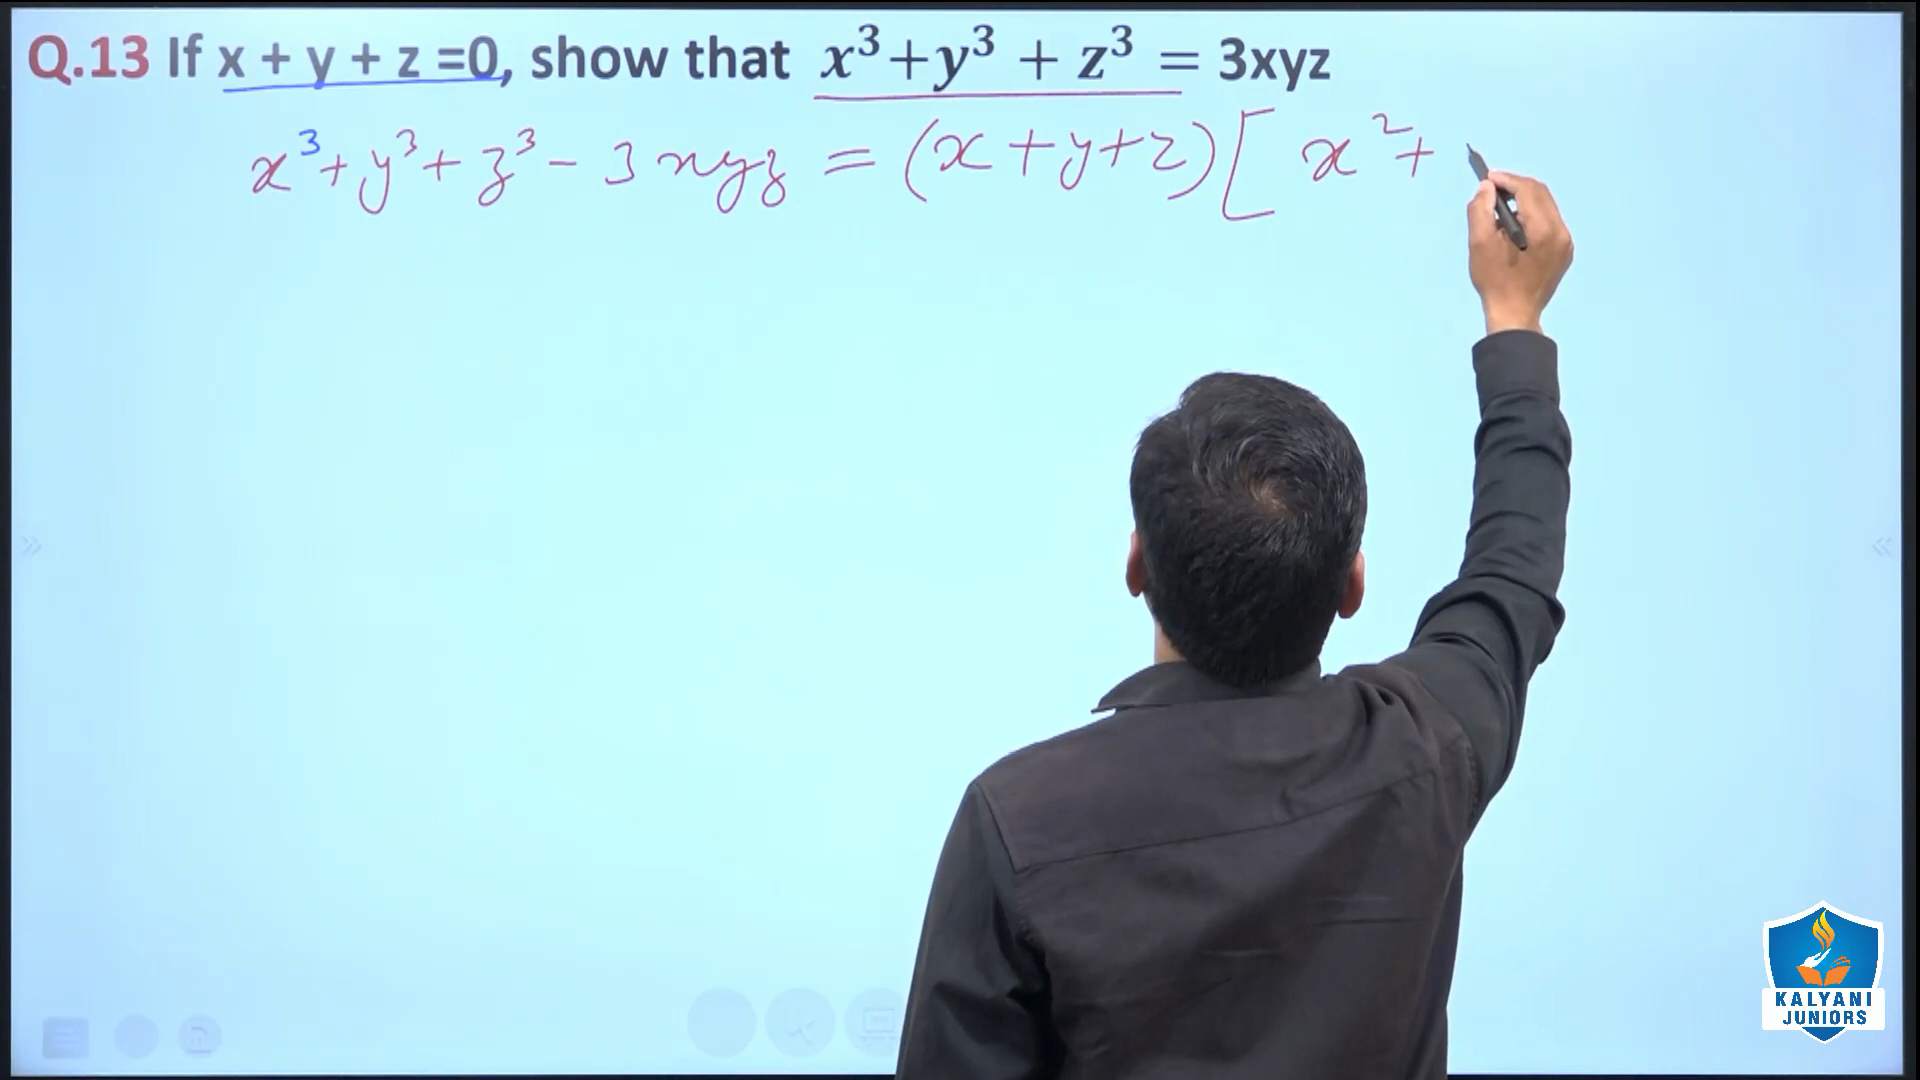 Q.13 If x + y + z =0, show that x³+y³ + z³ = 3xyz
x³+y³+z³-3xyz = (x+y+z)[x²+
KALYANI
JUNIORS